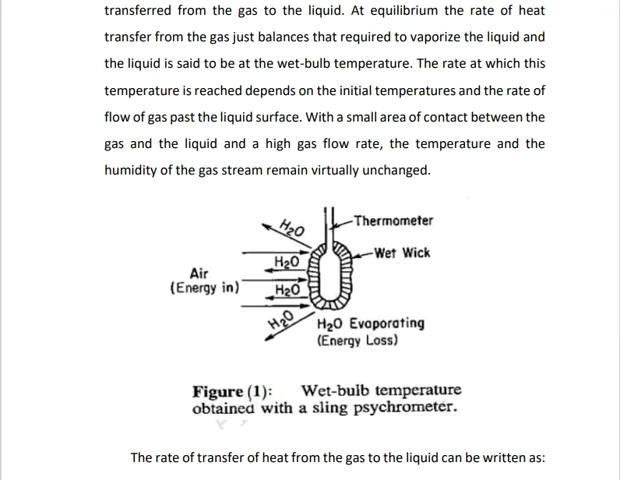 transferred from the gas to the liquid. At equilibrium the rate of heat
transfer from the gas just balances that required to vaporize the liquid and
the liquid is said to be at the wet-bulb temperature. The rate at which this
temperature is reached depends on the initial temperatures and the rate of
flow of gas past the liquid surface. With a small area of contact between the
gas and the liquid and a high gas flow rate, the temperature and the
humidity of the gas stream remain virtually unchanged.
H₂O
Thermometer
Wet Wick
H₂O
Air
(Energy in)
H₂O
H₂O
H₂O Evaporating
(Energy Loss)
Figure (1): Wet-bulb temperature
obtained with a sling psychrometer.
The rate of transfer of heat from the gas to the liquid can be written as: